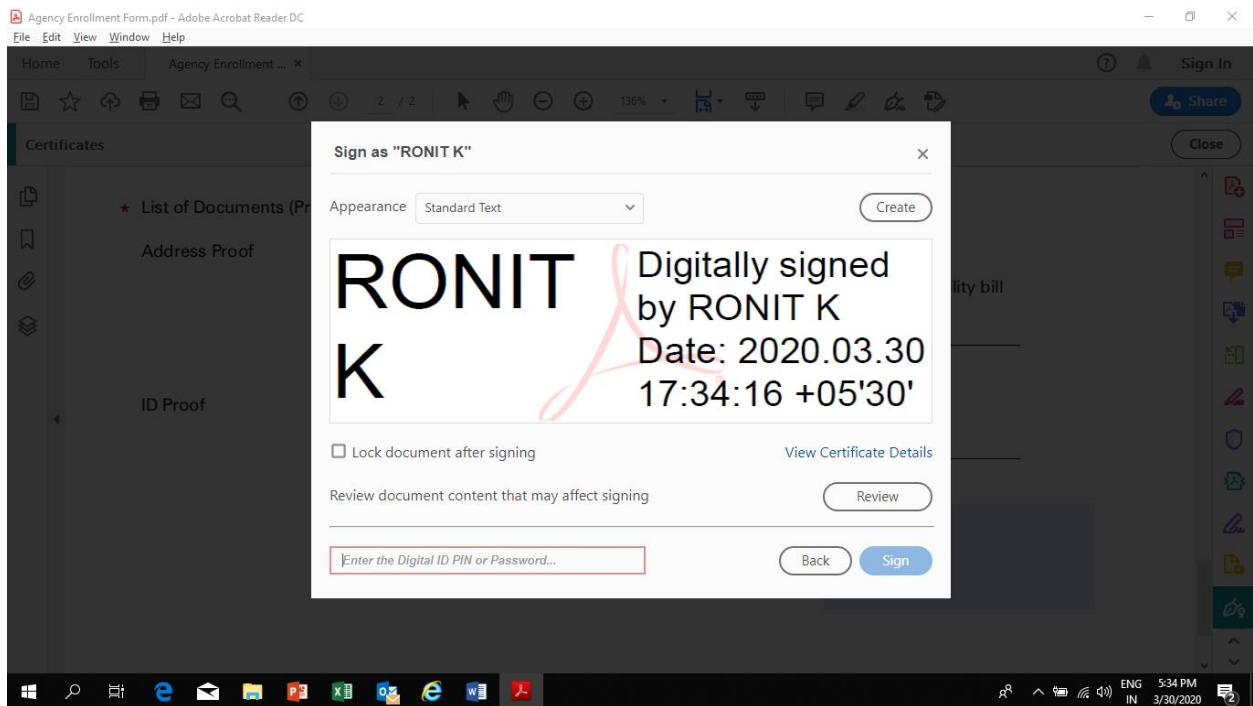 Agency Enrollment Form.pdf - Adobe Acrobat Reader DC
File Edit View Window Help
Home Tools Agency Enrollment ... × Sign In
2 / 2 136% Share
Certificates Close
Sign as "RONIT K"
★ List of Documents (Pr
Appearance Standard Text Create
Address Proof
RONIT
K
Digitally signed
by RONIT K
Date: 2020.03.30
17:34:16 +05'30'
lity bill
ID Proof
Lock document after signing View Certificate Details
Review document content that may affect signing Review
Enter the Digital ID PIN or Password... Back Sign
ENG 5:34 PM
IN 3/30/2020
2